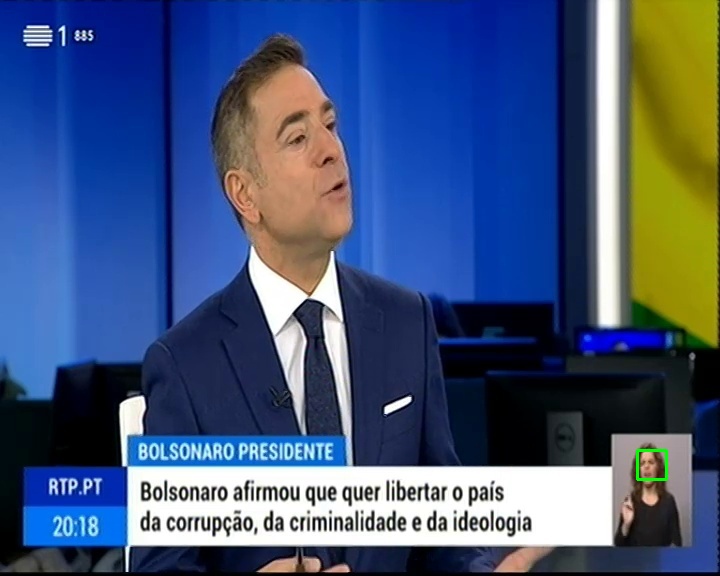 1 885
BOLSONARO PRESIDENTE
RTP.PT
20:18
Bolsonaro afirmou que quer libertar o país
da corrupção, da criminalidade e da ideologia
DELL